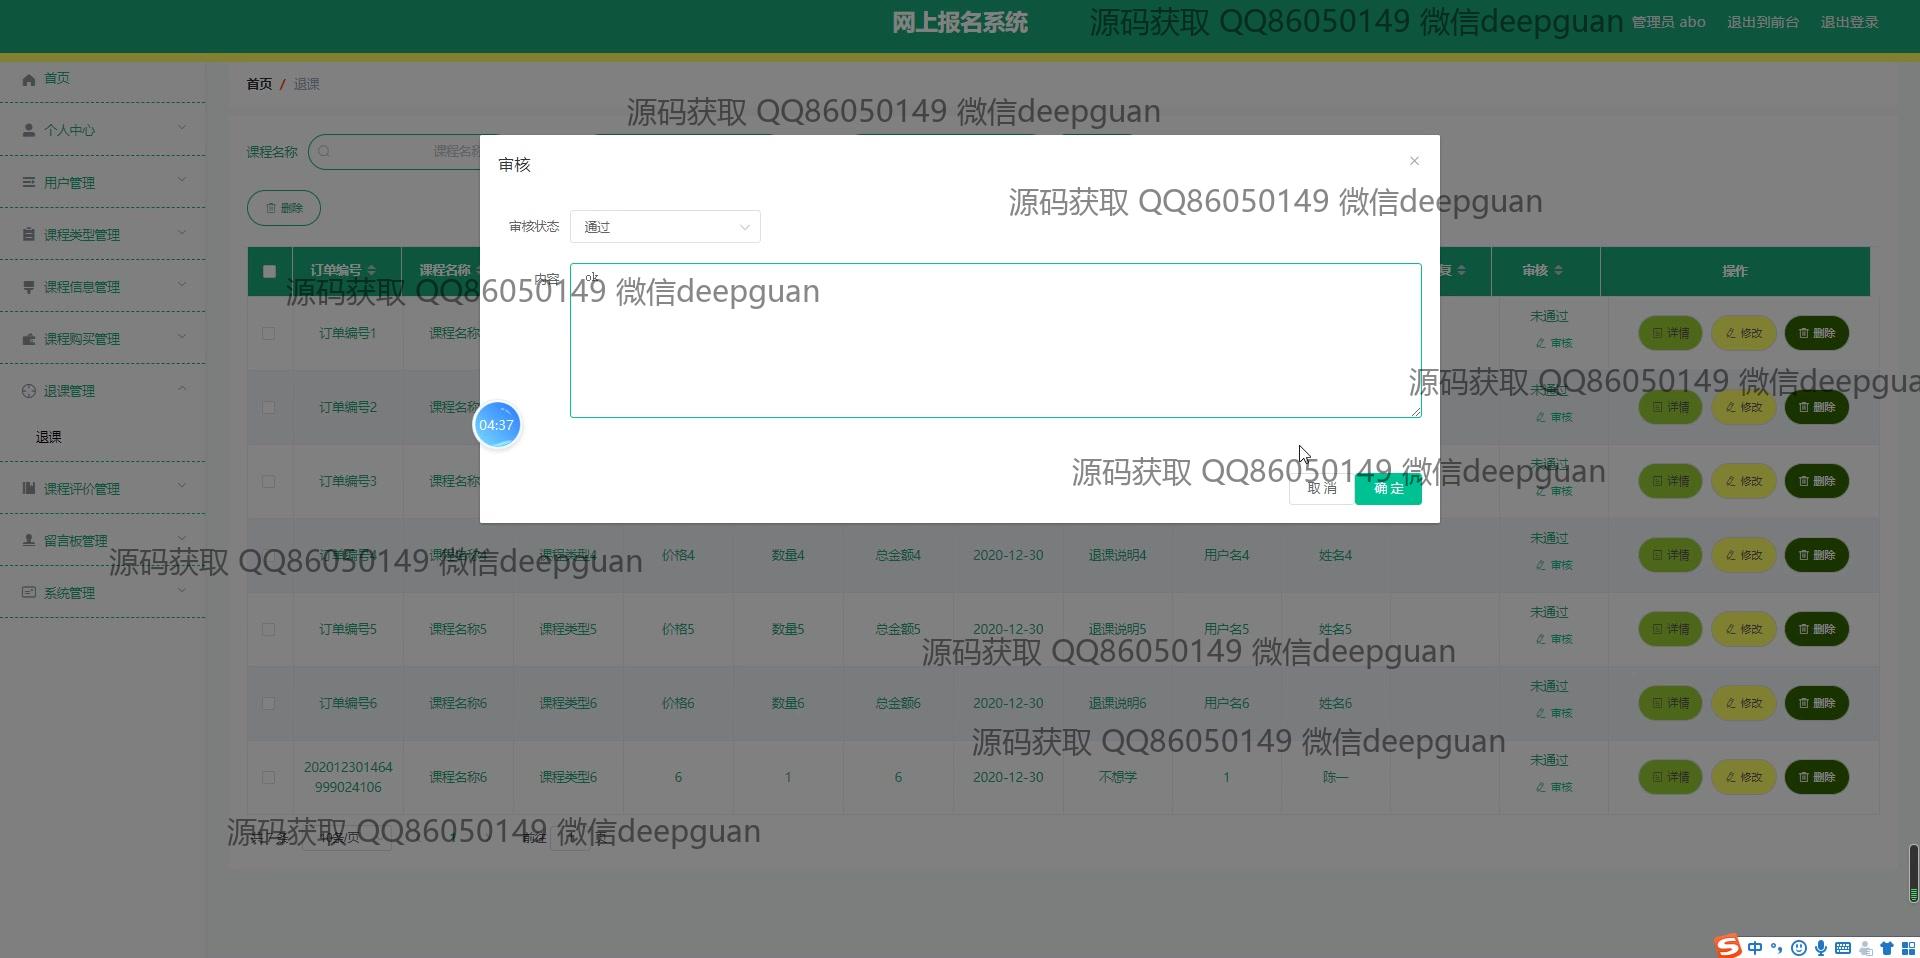 网上报名系统
源码获取 QQ86050149 微信deepguan
管理员 abo
退出到前台
退出登录
首页
个人中心
用户管理
课程类型管理
课程信息管理
课程购买管理
退课管理
退课
课程评价管理
留言板管理
系统管理
首页 / 退课
源码获取 QQ86050149 微信deepguan
课程名称
课程名称
删除
审核
源码获取 QQ86050149 微信deepguan
审核状态
通过
内容
ok
取消
确定
04:37
订单编号 课程名称 复 审核 操作
源码获取 QQ86050149 微信deepguan
订单编号1 课程名称 未通过 审核 详情 修改 删除
源码获取 QQ86050149 微信deepgua
订单编号2 课程名称 未通过 审核 详情 修改 删除
源码获取 QQ86050149 微信deepguan
订单编号3 课程名称 未通过 审核 详情 修改 删除
源码获取 QQ86050149 微信deepguan
订单编号4 课程名称4 课程类型4 价格4 数量4 总金额4 2020-12-30 退课说明4 用户名4 姓名4 未通过 审核 详情 修改 删除
订单编号5 课程名称5 课程类型5 价格5 数量5 总金额5 2020-12-30 退课说明5 用户名5 姓名5 未通过 审核 详情 修改 删除
源码获取 QQ86050149 微信deepguan
订单编号6 课程名称6 课程类型6 价格6 数量6 总金额6 2020-12-30 退课说明6 用户名6 姓名6 未通过 审核 详情 修改 删除
源码获取 QQ86050149 微信deepguan
202012301464
999024106
课程名称6 课程类型6 6 1 6 2020-12-30 不想学 1 陈一 未通过 审核 详情 修改 删除
源码获取 QQ86050149 微信deepguan
10条/页
前往
中